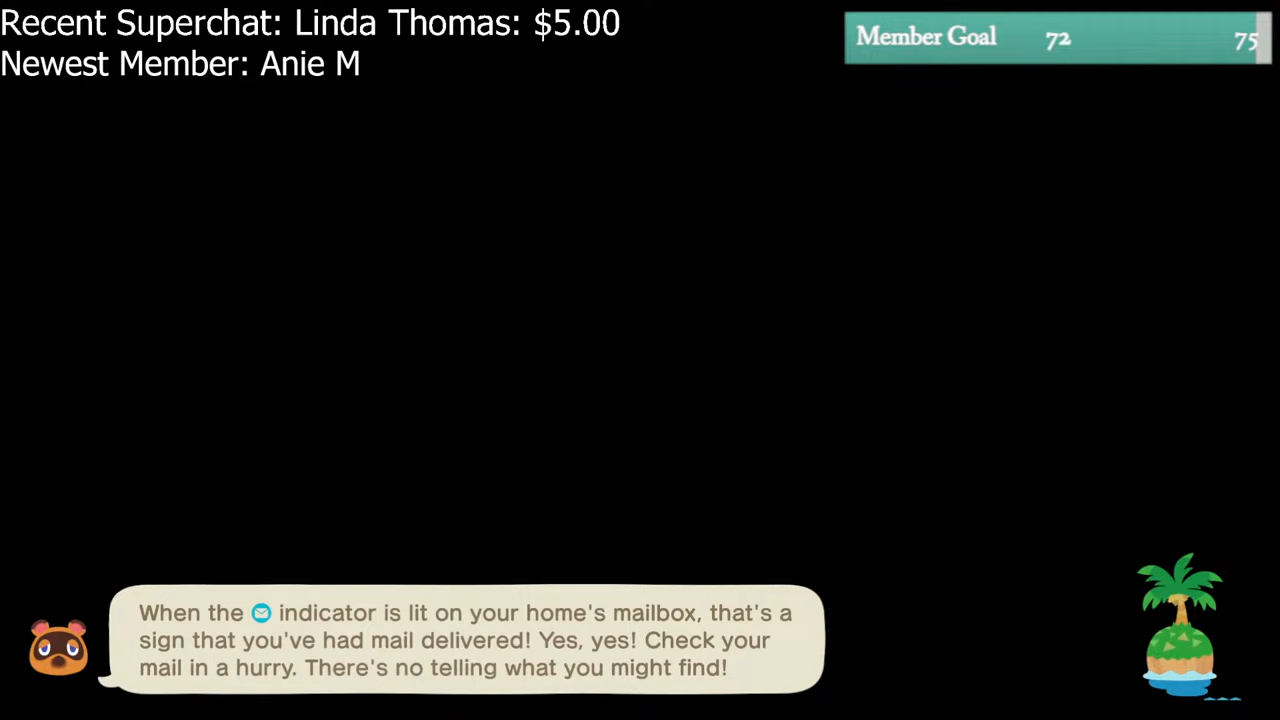 Recent Superchat: Linda Thomas: $5.00
Newest Member: Anie M
Member Goal 72 75
When the indicator is lit on your home's mailbox, that's a
sign that you've had mail delivered! Yes, yes! Check your
mail in a hurry. There's no telling what you might find!